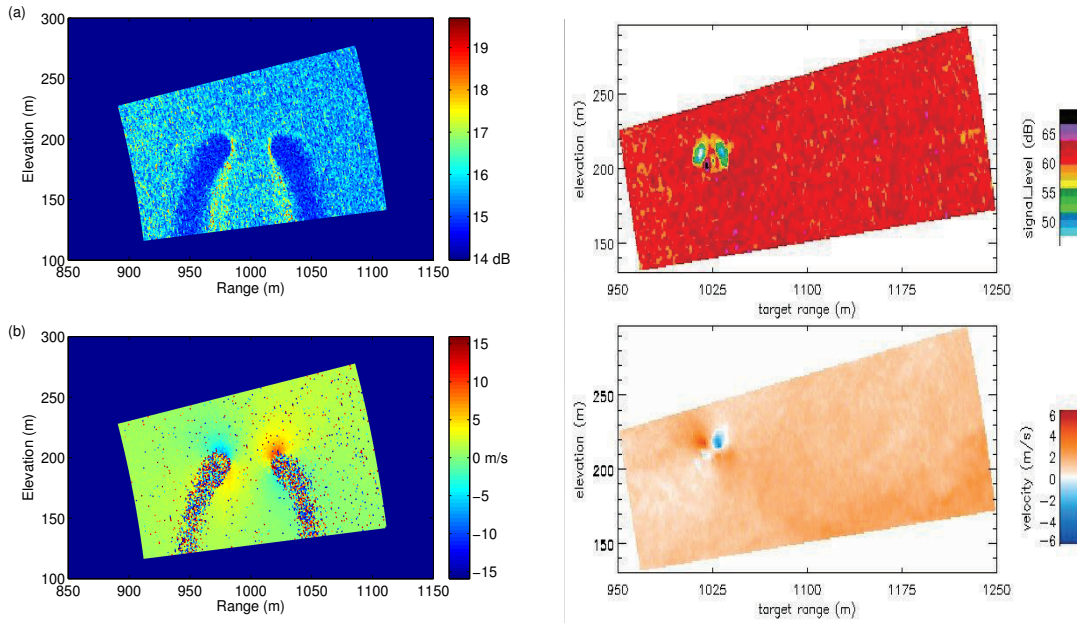 (a)
300
250
200
150
100
Elevation (m)
850 900 950 1000 1050 1100 1150
Range (m)
19
18
17
16
15
14 dB
250
200
150
elevation (m)
950 1025 1100 1175 1250
target range (m)
65
60
55
50
signal_level (dB)
(b)
300
250
200
150
100
Elevation (m)
850 900 950 1000 1050 1100 1150
Range (m)
15
10
5
0 m/s
−5
−10
−15
250
200
150
elevation (m)
950 1025 1100 1175 1250
target range (m)
6
4
2
0
−2
−4
−6
velocity (m/s)